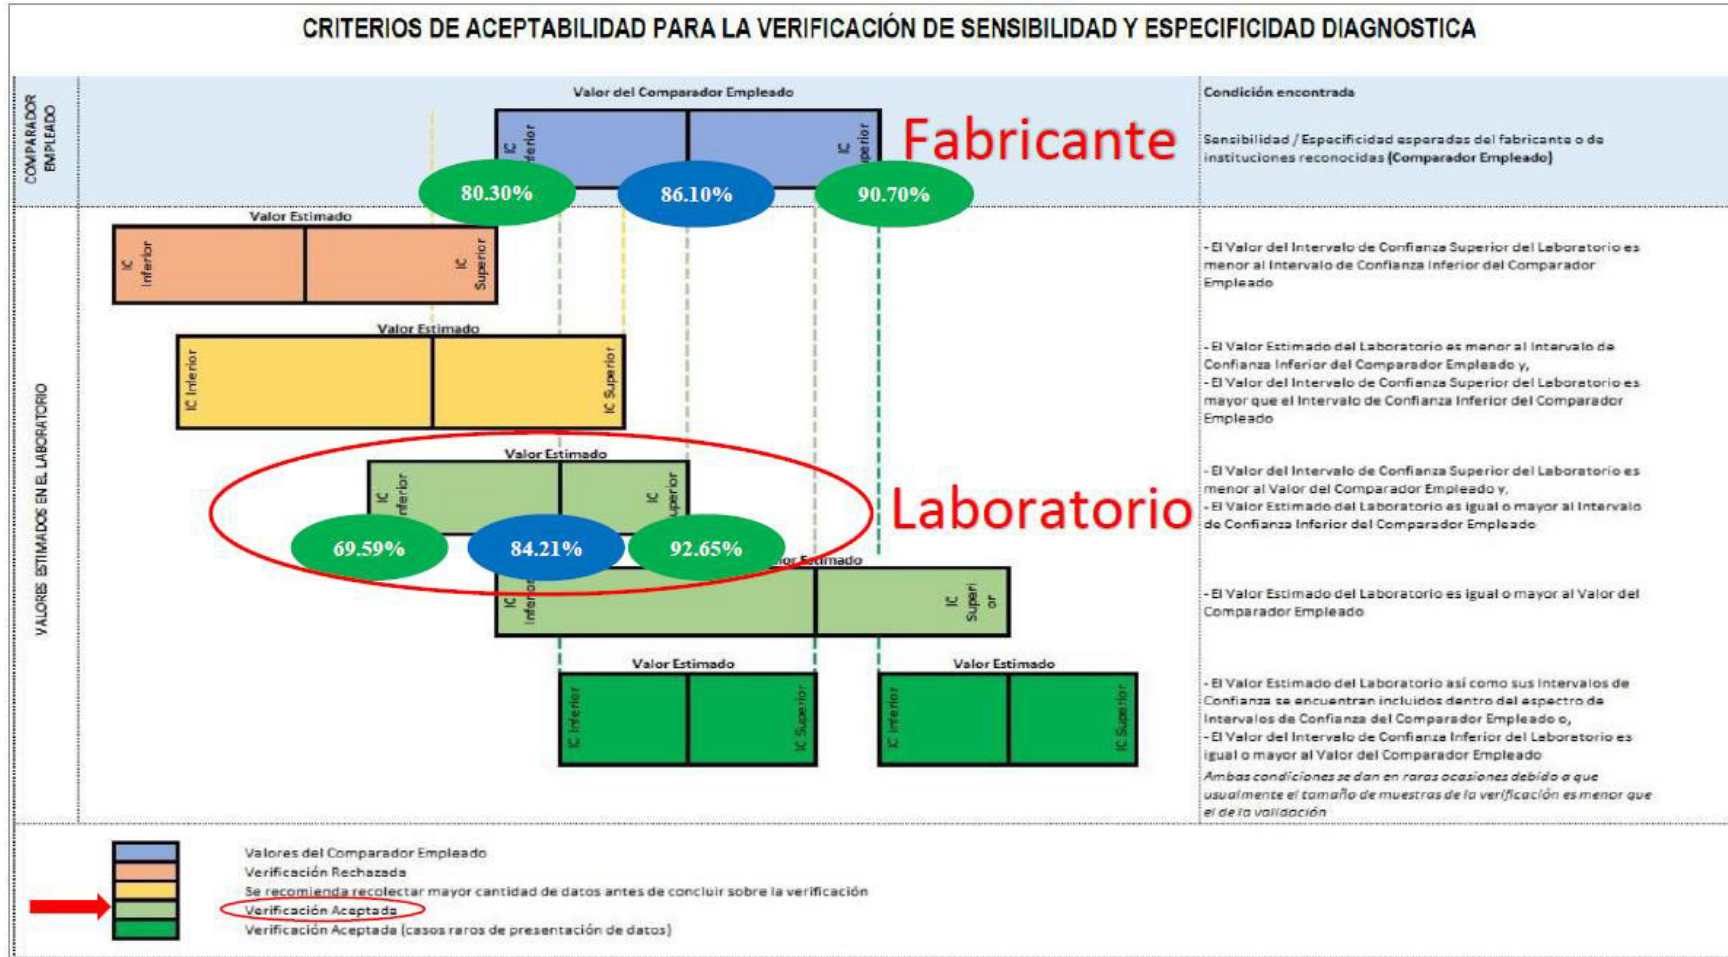 CRITERIOS DE ACEPTABILIDAD PARA LA VERIFICACIÓN DE SENSIBILIDAD Y ESPECIFICIDAD DIAGNOSTICA
COMPARADOR
EMPLEADO
Valor del Comparador Empleado
IC
Inferior
IC
Superior
Fabricante
80.30%
86.10%
90.70%
Condición encontrada
Sensibilidad / Especificidad esperadas del fabricante o de
instituciones reconocidas (Comparador Empleado)
VALORES ESTIMADOS EN EL LABORATORIO
Valor Estimado
IC
Inferior
IC
Superior
- El Valor del Intervalo de Confianza Superior del Laboratorio es
menor al Intervalo de Confianza Inferior del Comparador
Empleado
Valor Estimado
IC Inferior
IC Superior
- El Valor Estimado del Laboratorio es menor al Intervalo de
Confianza Inferior del Comparador Empleado y,
- El Valor del Intervalo de Confianza Superior del Laboratorio es
mayor que el Intervalo de Confianza Inferior del Comparador
Empleado
Valor Estimado
IC
Inferior
IC
Superior
Laboratorio
69.59%
84.21%
92.65%
- El Valor del Intervalo de Confianza Superior del Laboratorio es
menor al Valor del Comparador Empleado y,
- El Valor Estimado del Laboratorio es igual o mayor al Intervalo
de Confianza Inferior del Comparador Empleado
Valor Estimado
IC
Inferior
IC
Superi
or
- El Valor Estimado del Laboratorio es igual o mayor al Valor del
Comparador Empleado
Valor Estimado
IC Inferior
IC Superior
Valor Estimado
IC Inferior
IC Superior
- El Valor Estimado del Laboratorio así como sus Intervalos de
Confianza se encuentran incluidos dentro del espectro de
Intervalos de Confianza del Comparador Empleado o,
- El Valor del Intervalo de Confianza Inferior del Laboratorio es
igual o mayor al Valor del Comparador Empleado
Ambas condiciones se dan en raras ocasiones debido a que
usualmente el tamaño de muestras de la verificación es menor que
el de la validación
Valores del Comparador Empleado
Verificación Rechazada
Se recomienda recolectar mayor cantidad de datos antes de concluir sobre la verificación
Verificación Aceptada
Verificación Aceptada (casos raros de presentación de datos)